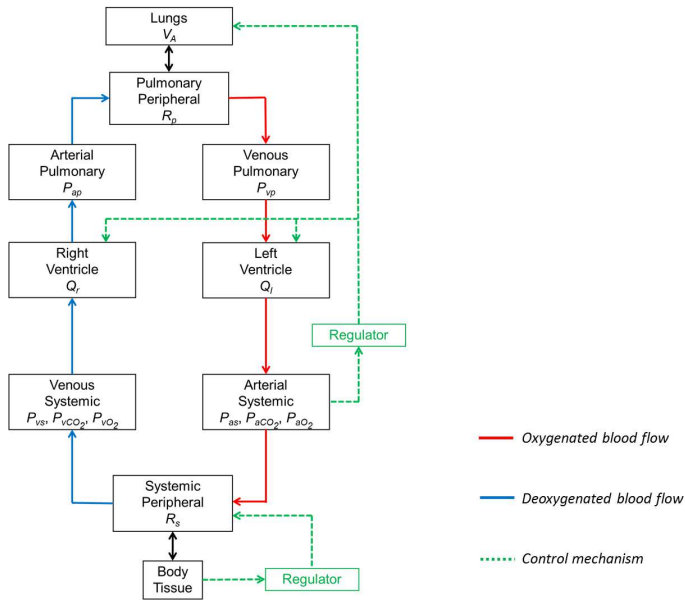 Lungs
V_A
Pulmonary
Peripheral
R_p
Arterial
Pulmonary
P_ap
Venous
Pulmonary
P_vp
Right
Ventricle
Q_r
Left
Ventricle
Q_l
Regulator
Venous
Systemic
P_vs, P_vCO₂, P_vO₂
Arterial
Systemic
P_as, P_aCO₂, P_aO₂
Systemic
Peripheral
R_s
Body
Tissue
Regulator
Oxygenated blood flow
Deoxygenated blood flow
Control mechanism